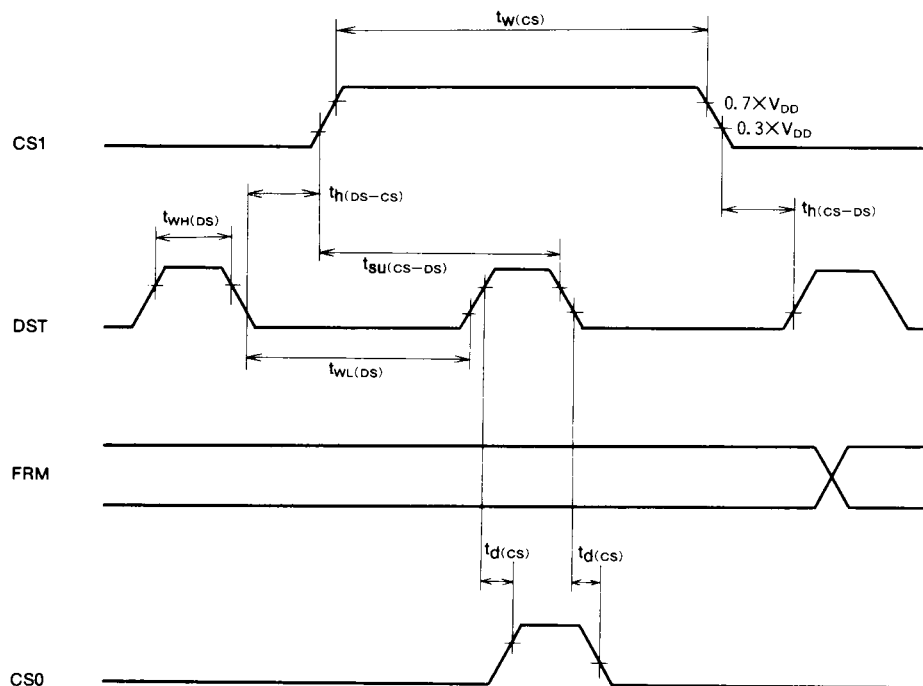 tW(CS)
0.7×VDD
0.3×VDD
CS1
th(DS−CS)
th(CS−DS)
tWH(DS)
tSU(CS−DS)
DST
tWL(DS)
FRM
td(CS)
td(CS)
CS0